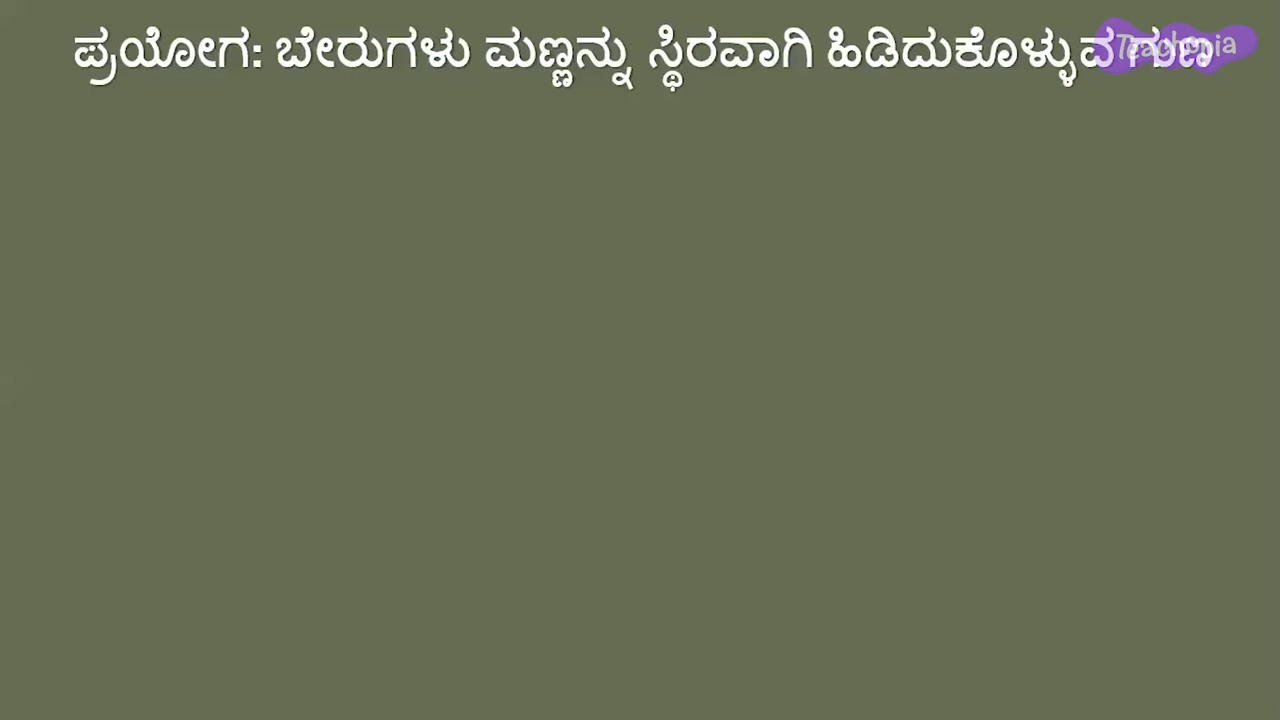 ಪ್ರಯೋಗ: ಬೇರುಗಳು ಮಣ್ಣನ್ನು ಸ್ಥಿರವಾಗಿ ಹಿಡಿದುಕೊಳ್ಳುವ ಗುಣ